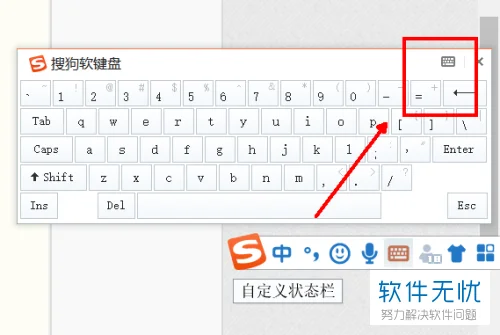 搜狗软键盘
` ~ 1 ! 2 @ 3 # 4 $ 5 % 6 ^ 7 & 8 * 9 ( 0 ) - = +
Tab q w e r t y u i o p [ ] \
Caps a s d f g h j k l ; ' " Enter
Shift z x c v b n m , < . > / ?
Ins Del Esc
中
自定义状态栏
软件无忧
努力解决软件问题